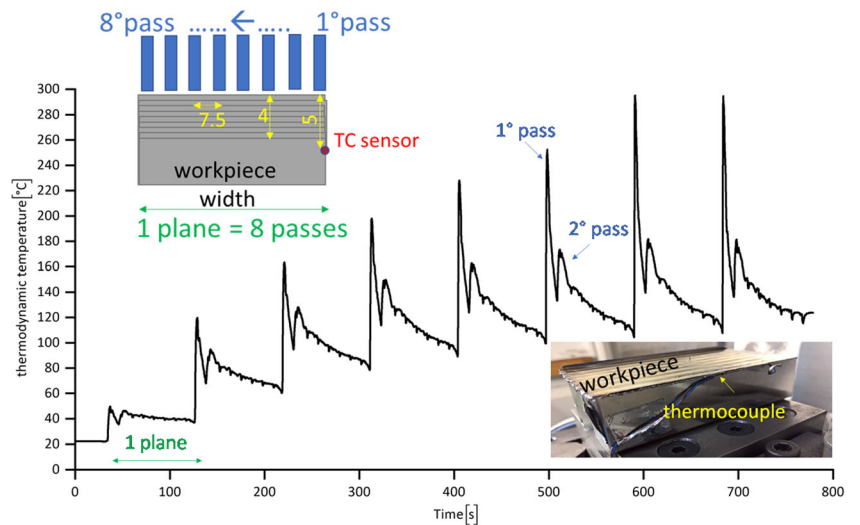 8°pass ......←..... 1°pass
7.5
4
5
TC sensor
workpiece
width
1 plane = 8 passes
thermodynamic temperature[°C]
300
280
260
240
220
200
180
160
140
120
100
80
60
40
20
0
1° pass
2° pass
1 plane
workpiece
thermocouple
0 100 200 300 400 500 600 700 800
Time[s]